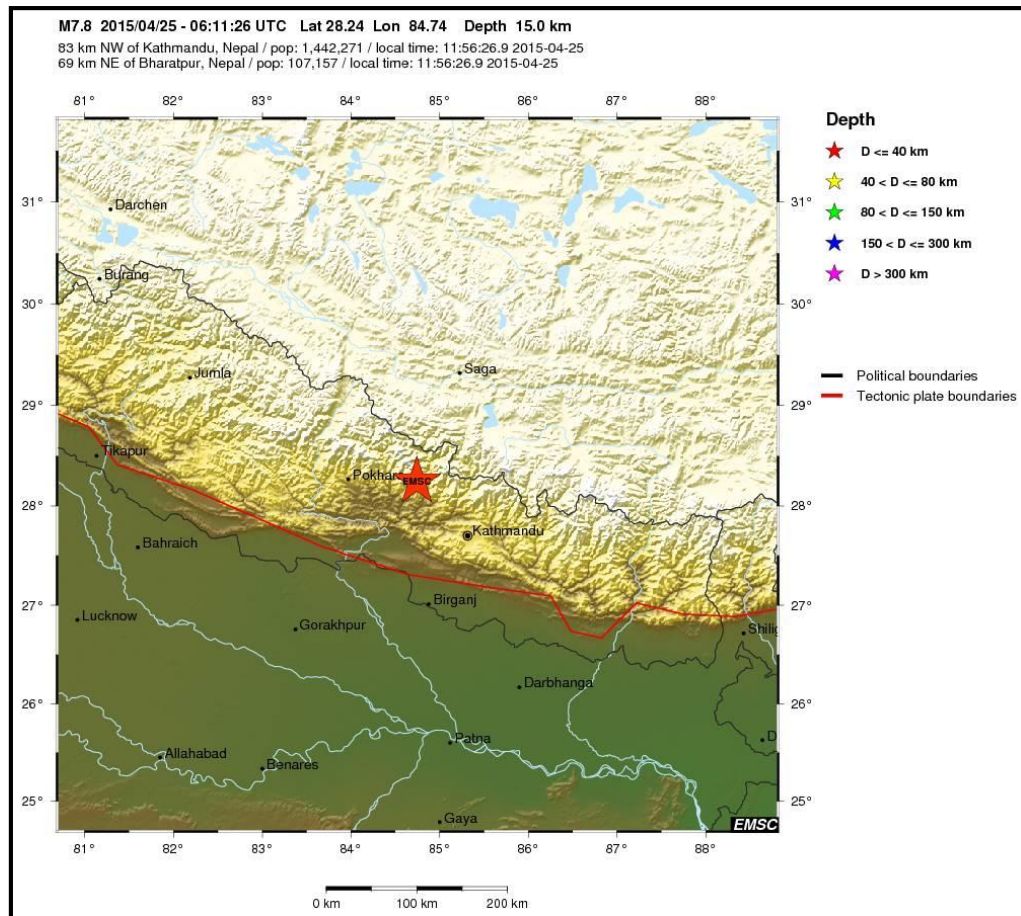 M7.8 2015/04/25 - 06:11:26 UTC Lat 28.24 Lon 84.74 Depth 15.0 km
83 km NW of Kathmandu, Nepal / pop: 1,442,271 / local time: 11:56:26.9 2015-04-25
69 km NE of Bharatpur, Nepal / pop: 107,157 / local time: 11:56:26.9 2015-04-25
81° 82° 83° 84° 85° 86° 87° 88°
Depth
D <= 40 km
40 < D <= 80 km
80 < D <= 150 km
150 < D <= 300 km
D > 300 km
Political boundaries
Tectonic plate boundaries
31° 31°
Darchen
Burang
30° 30°
Jumla
Saga
29° 29°
Tikapur
Pokhar
EMSC
28° 28°
Kathmandu
Bahraich
27° 27°
Birganj
Lucknow
Gorakhpur
Shilig
26° 26°
Darbhanga
Patna
D
Allahabad
Benares
25° 25°
Gaya
EMSC
81° 82° 83° 84° 85° 86° 87° 88°
0 km 100 km 200 km